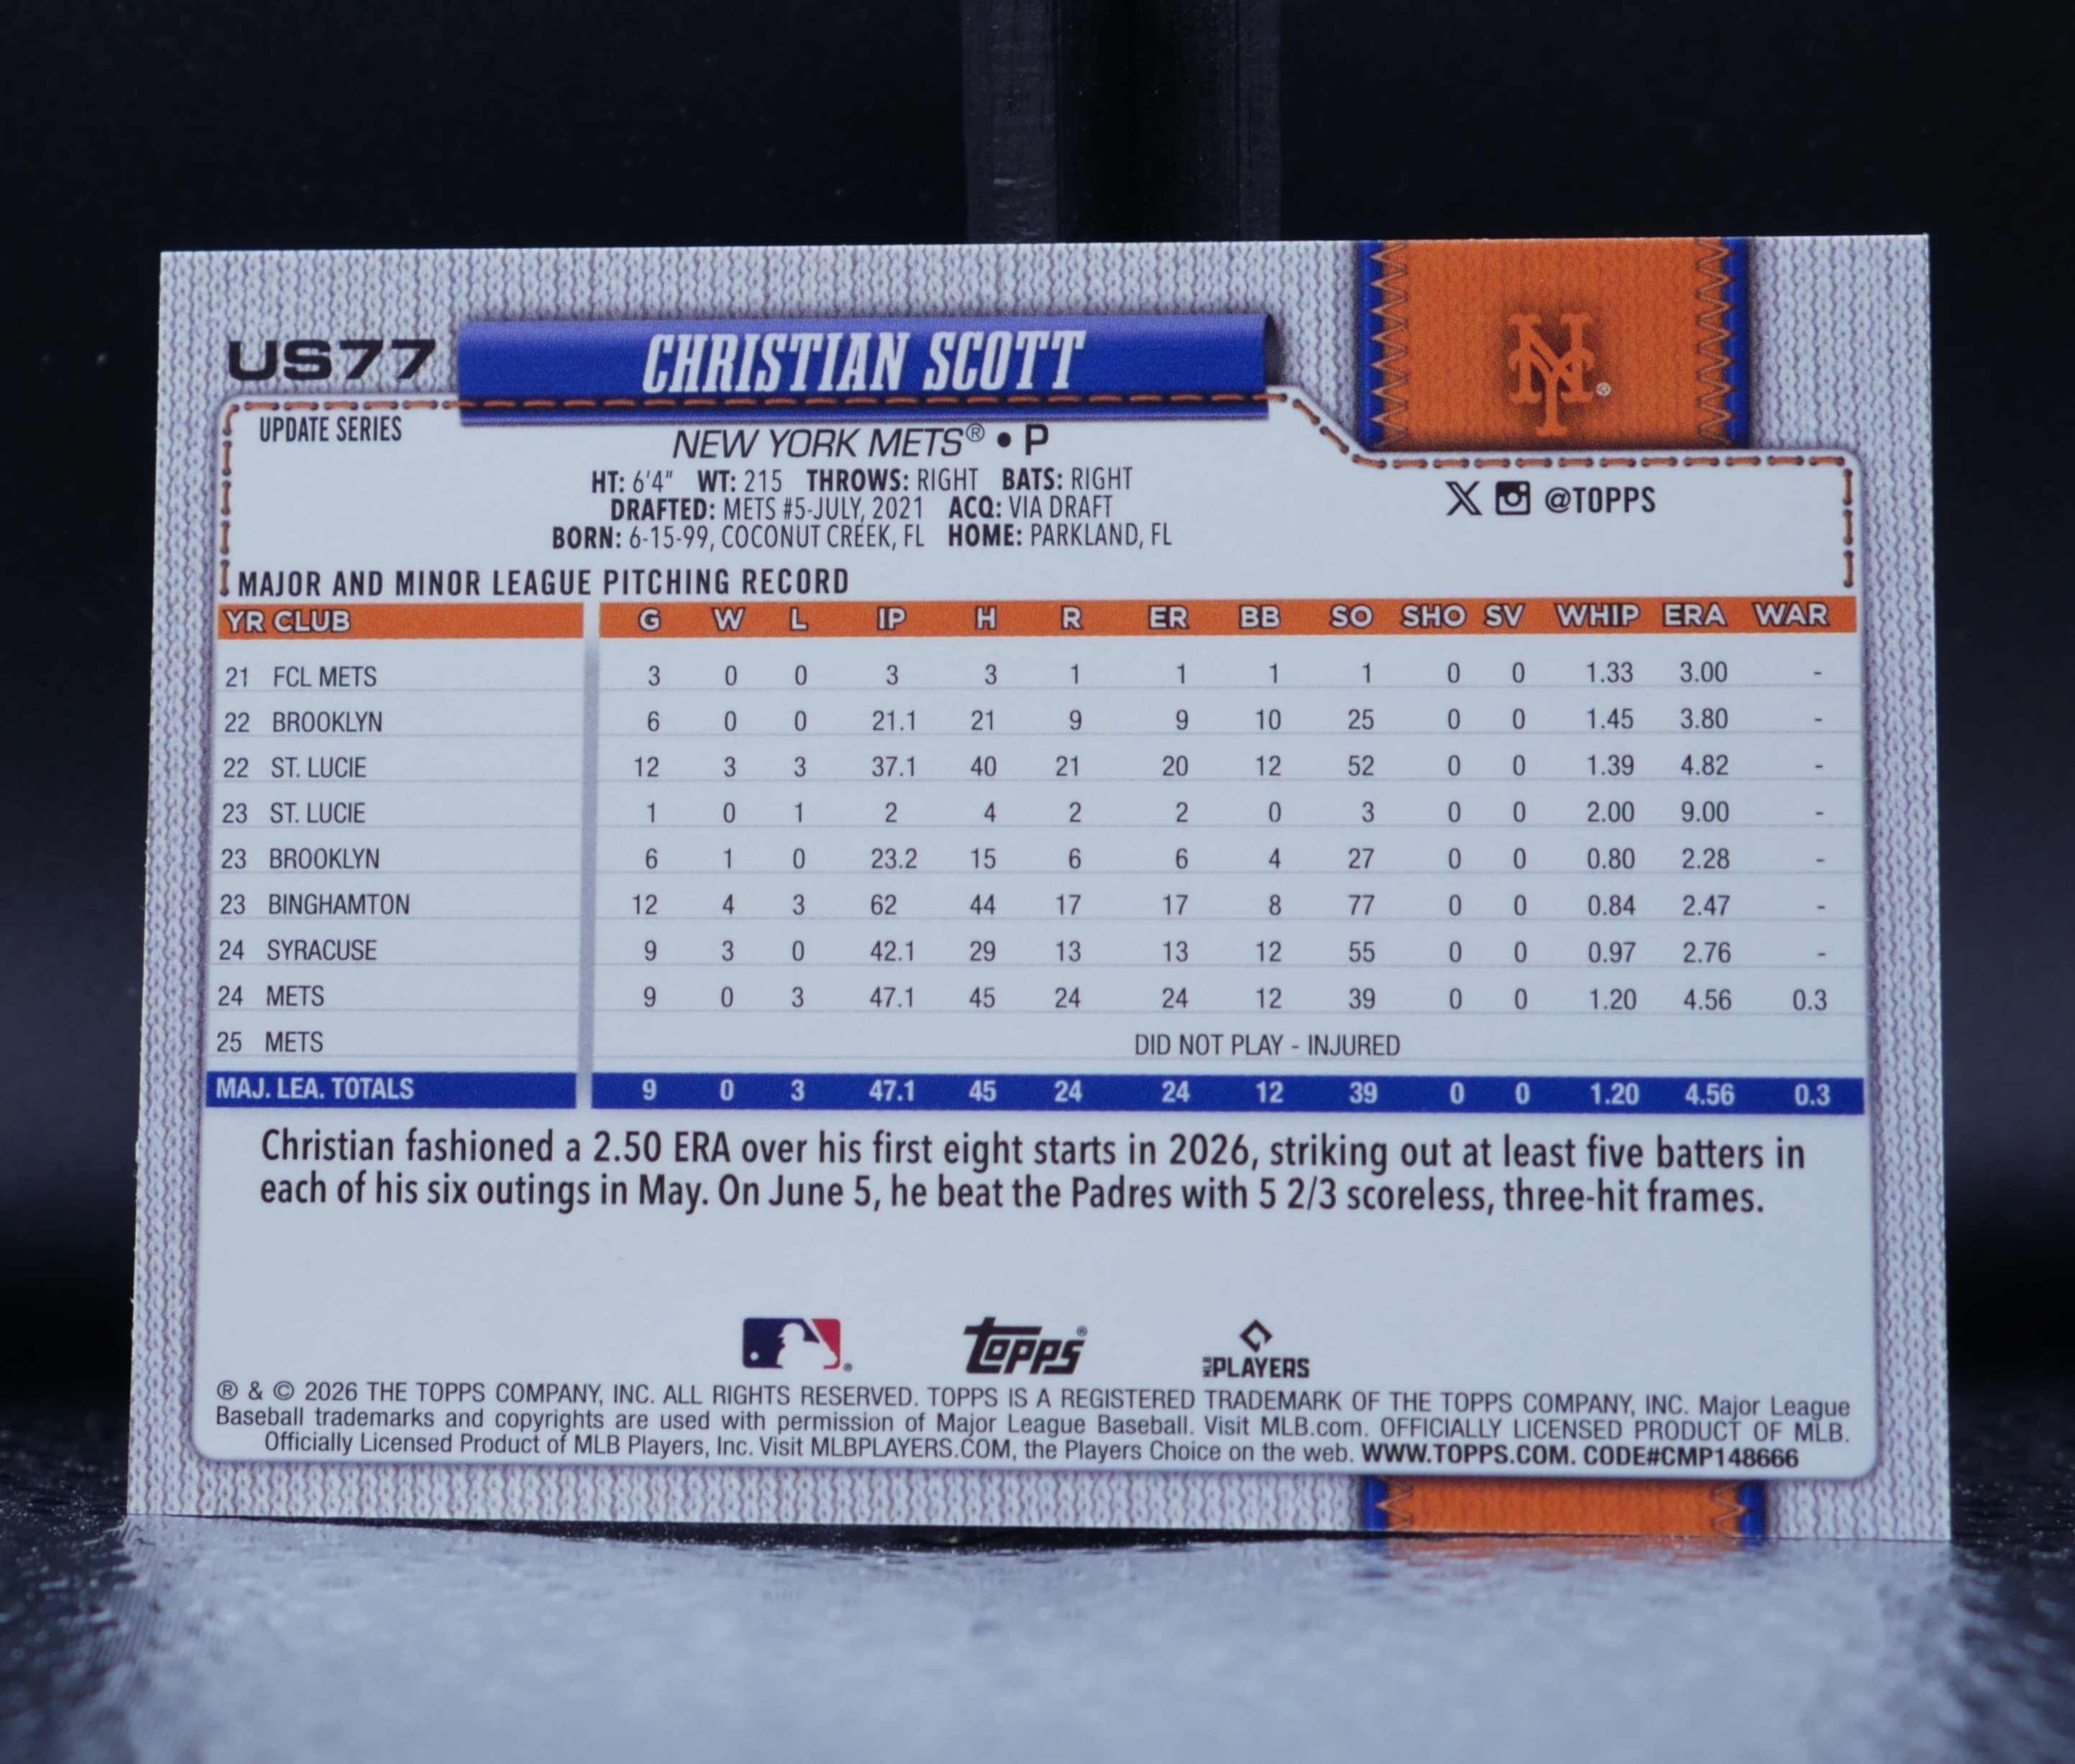 US77
CHRISTIAN SCOTT
NY®
UPDATE SERIES
NEW YORK METS® • P
HT: 6'4" WT: 215 THROWS: RIGHT BATS: RIGHT
DRAFTED: METS #5-JULY, 2021 ACQ: VIA DRAFT
BORN: 6-15-99, COCONUT CREEK, FL HOME: PARKLAND, FL
@TOPPS
MAJOR AND MINOR LEAGUE PITCHING RECORD
YR CLUB G W L IP H R ER BB SO SHO SV WHIP ERA WAR
21 FCL METS 3 0 0 3 3 1 1 1 1 0 0 1.33 3.00 -
22 BROOKLYN 6 0 0 21.1 21 9 9 10 25 0 0 1.45 3.80 -
22 ST. LUCIE 12 3 3 37.1 40 21 20 12 52 0 0 1.39 4.82 -
23 ST. LUCIE 1 0 1 2 4 2 2 0 3 0 0 2.00 9.00 -
23 BROOKLYN 6 1 0 23.2 15 6 6 4 27 0 0 0.80 2.28 -
23 BINGHAMTON 12 4 3 62 44 17 17 8 77 0 0 0.84 2.47 -
24 SYRACUSE 9 3 0 42.1 29 13 13 12 55 0 0 0.97 2.76 -
24 METS 9 0 3 47.1 45 24 24 12 39 0 0 1.20 4.56 0.3
25 METS DID NOT PLAY - INJURED
MAJ. LEA. TOTALS 9 0 3 47.1 45 24 24 12 39 0 0 1.20 4.56 0.3
Christian fashioned a 2.50 ERA over his first eight starts in 2026, striking out at least five batters in
each of his six outings in May. On June 5, he beat the Padres with 5 2/3 scoreless, three-hit frames.
® Topps® MLB PLAYERS
® & © 2026 THE TOPPS COMPANY, INC. ALL RIGHTS RESERVED. TOPPS IS A REGISTERED TRADEMARK OF THE TOPPS COMPANY, INC. Major League
Baseball trademarks and copyrights are used with permission of Major League Baseball. Visit MLB.com. OFFICIALLY LICENSED PRODUCT OF MLB.
Officially Licensed Product of MLB Players, Inc. Visit MLBPLAYERS.COM, the Players Choice on the web. WWW.TOPPS.COM. CODE#CMP148666